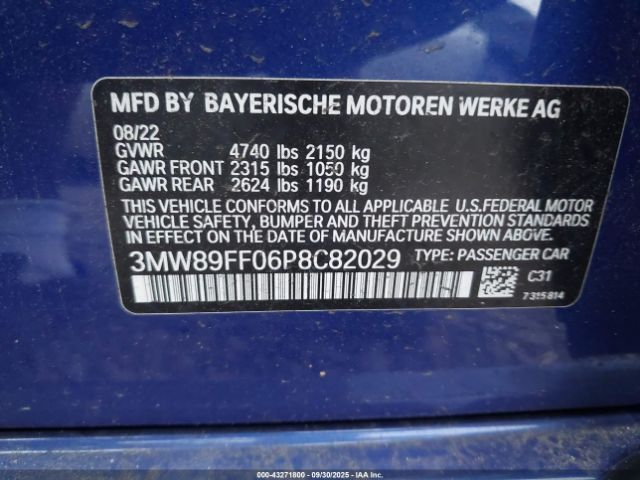 MFD BY BAYERISCHE MOTOREN WERKE AG
08/22
GVWR 4740 lbs 2150 kg
GAWR FRONT 2315 lbs 1050 kg
GAWR REAR 2624 lbs 1190 kg
THIS VEHICLE CONFORMS TO ALL APPLICABLE U.S.FEDERAL MOTOR
VEHICLE SAFETY, BUMPER AND THEFT PREVENTION STANDARDS
IN EFFECT ON THE DATE OF MANUFACTURE SHOWN ABOVE.
3MW89FF06P8C82029 TYPE: PASSENGER CAR
C31
7315814
000-43271800 - 09/30/2025 - IAAI.COM